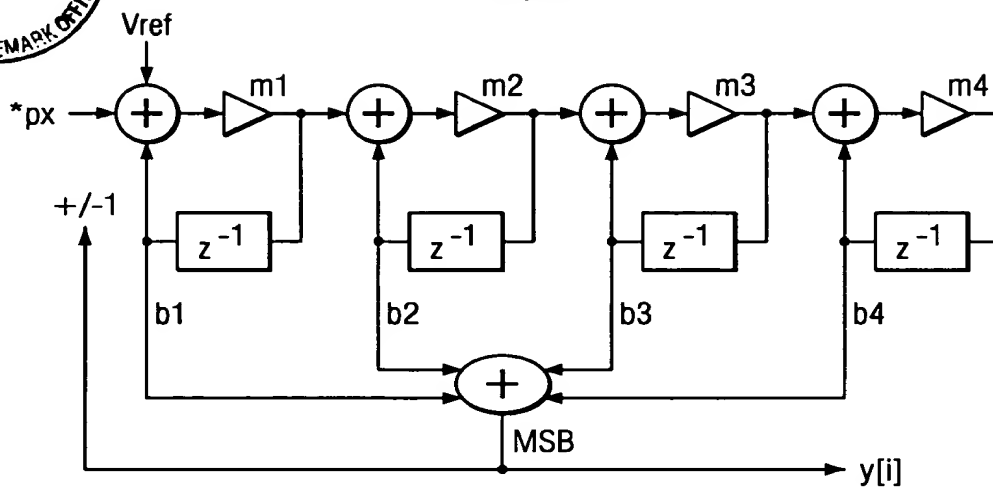 Vref
*px + m1 + m2 + m3 + m4
+/-1
z⁻¹ z⁻¹ z⁻¹ z⁻¹
b1 b2 b3 b4
+
MSB
y[i]